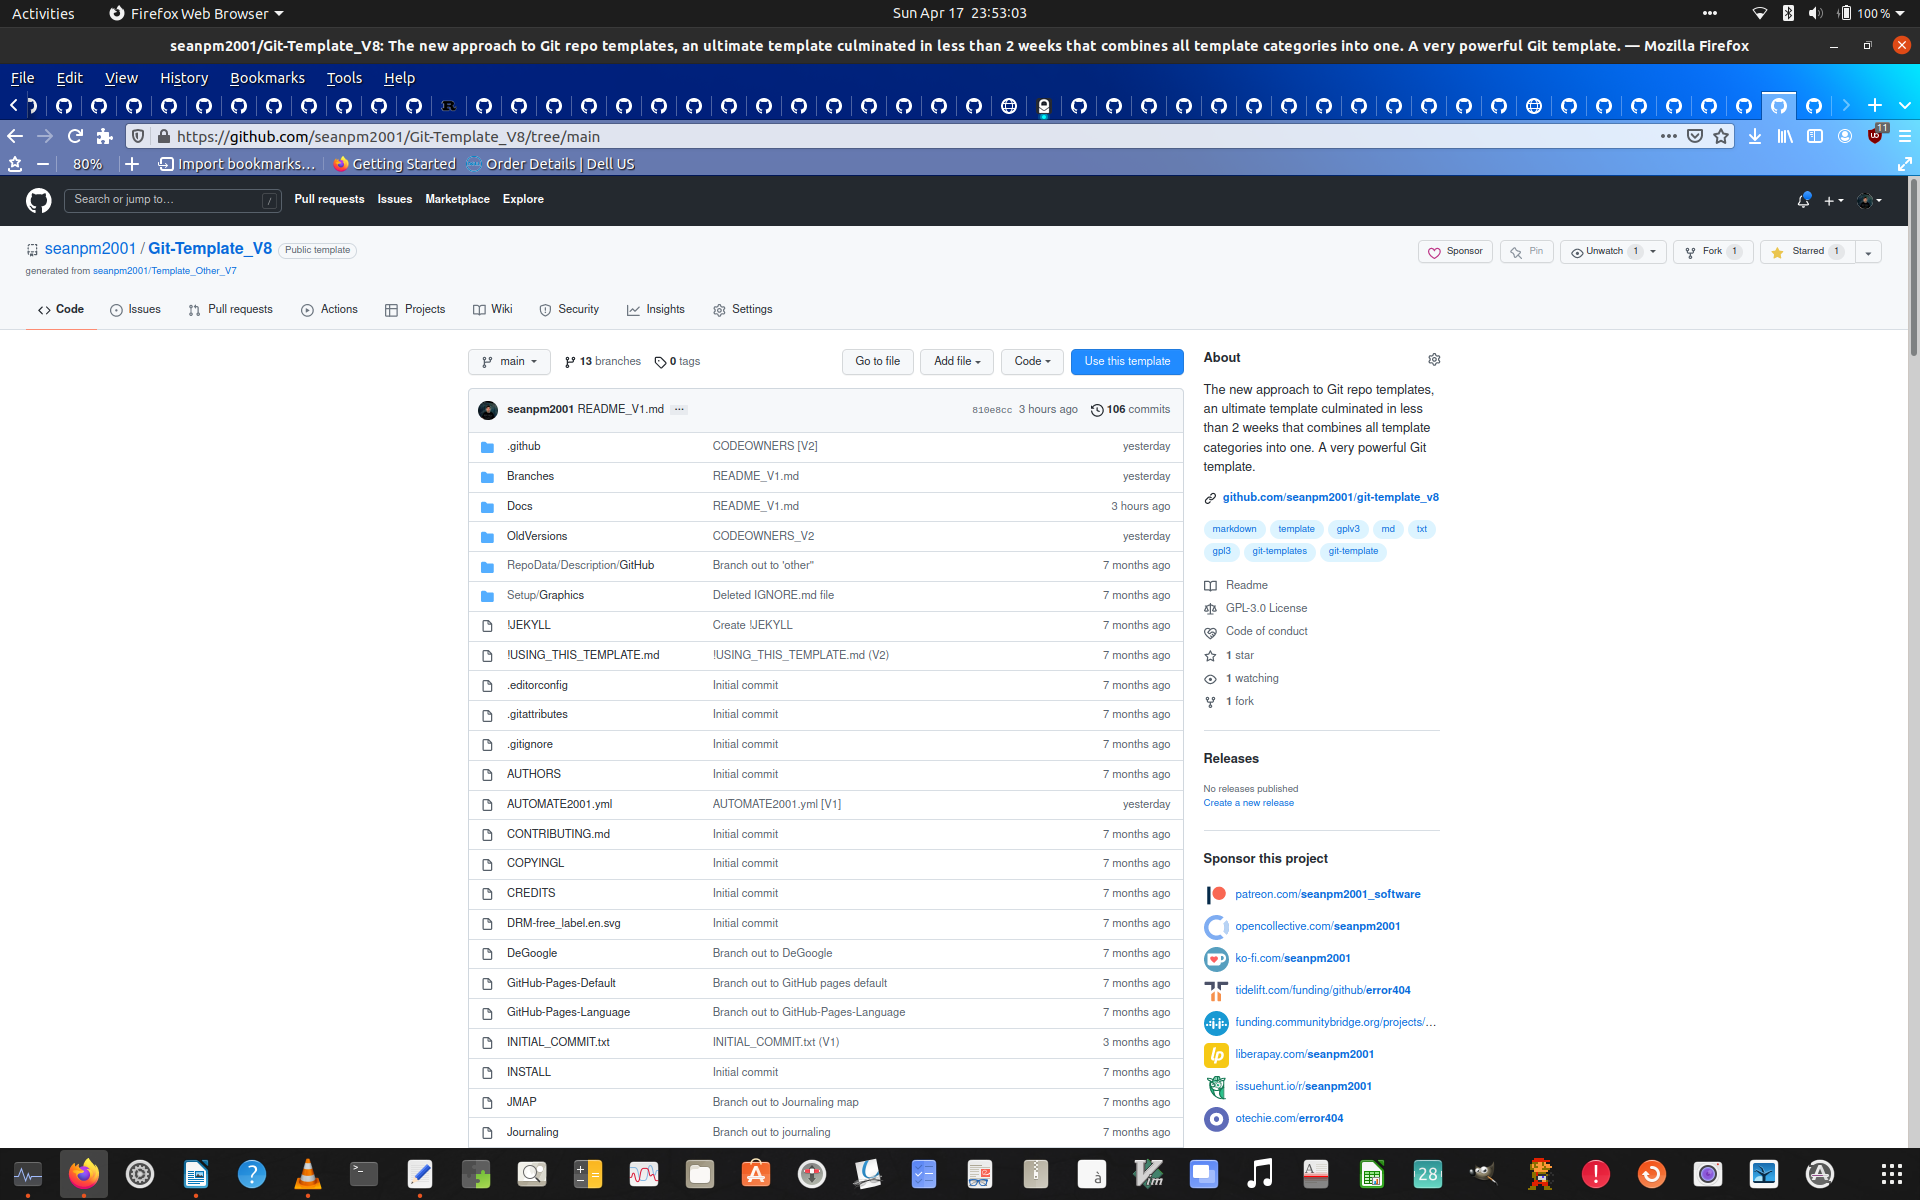 Activities
Firefox Web Browser
Sun Apr 17 23:53:03
100 %
seanpm2001/Git-Template_V8: The new approach to Git repo templates, an ultimate template culminated in less than 2 weeks that combines all template categories into one. A very powerful Git template. — Mozilla Firefox
File Edit View History Bookmarks Tools Help
https://github.com/seanpm2001/Git-Template_V8/tree/main
11
80% Import bookmarks... Getting Started Order Details | Dell US
Search or jump to... / Pull requests Issues Marketplace Explore
seanpm2001 / Git-Template_V8 Public template
Sponsor Pin Unwatch 1 Fork 1 Starred 1
generated from seanpm2001/Template_Other_V7
Code Issues Pull requests Actions Projects Wiki Security Insights Settings
main 13 branches 0 tags Go to file Add file Code Use this template
seanpm2001 README_V1.md ... 810e8cc 3 hours ago 106 commits
.github CODEOWNERS [V2] yesterday
Branches README_V1.md yesterday
Docs README_V1.md 3 hours ago
OldVersions CODEOWNERS_V2 yesterday
RepoData/Description/GitHub Branch out to 'other" 7 months ago
Setup/Graphics Deleted IGNORE.md file 7 months ago
!JEKYLL Create !JEKYLL 7 months ago
!USING_THIS_TEMPLATE.md !USING_THIS_TEMPLATE.md (V2) 7 months ago
.editorconfig Initial commit 7 months ago
.gitattributes Initial commit 7 months ago
.gitignore Initial commit 7 months ago
AUTHORS Initial commit 7 months ago
AUTOMATE2001.yml AUTOMATE2001.yml [V1] yesterday
CONTRIBUTING.md Initial commit 7 months ago
COPYINGL Initial commit 7 months ago
CREDITS Initial commit 7 months ago
DRM-free_label.en.svg Initial commit 7 months ago
DeGoogle Branch out to DeGoogle 7 months ago
GitHub-Pages-Default Branch out to GitHub pages default 7 months ago
GitHub-Pages-Language Branch out to GitHub-Pages-Language 7 months ago
INITIAL_COMMIT.txt INITIAL_COMMIT.txt (V1) 3 months ago
INSTALL Initial commit 7 months ago
JMAP Branch out to Journaling map 7 months ago
Journaling Branch out to journaling 7 months ago
About
The new approach to Git repo templates,
an ultimate template culminated in less
than 2 weeks that combines all template
categories into one. A very powerful Git
template.
github.com/seanpm2001/git-template_v8
markdown template gplv3 md txt
gpl3 git-templates git-template
Readme
GPL-3.0 License
Code of conduct
1 star
1 watching
1 fork
Releases
No releases published
Create a new release
Sponsor this project
patreon.com/seanpm2001_software
opencollective.com/seanpm2001
ko-fi.com/seanpm2001
tidelift.com/funding/github/error404
funding.communitybridge.org/projects/...
liberapay.com/seanpm2001
issuehunt.io/r/seanpm2001
otechie.com/error404
28